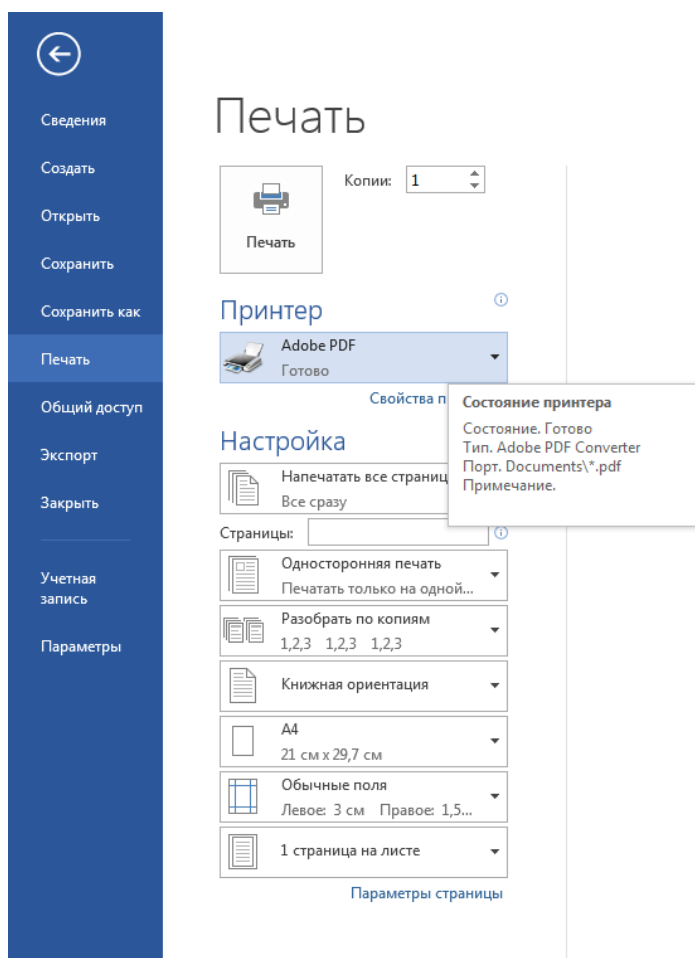 Сведения
Создать
Открыть
Сохранить
Сохранить как
Печать
Общий доступ
Экспорт
Закрыть
Учетная
запись
Параметры
Печать
Копии: 1
Печать
Принтер
Adobe PDF
Готово
Свойства п
Состояние принтера
Состояние. Готово
Тип. Adobe PDF Converter
Порт. Documents\*.pdf
Примечание.
Настройка
Напечатать все страниц
Все сразу
Страницы:
Односторонняя печать
Печатать только на одной...
Разобрать по копиям
1,2,3 1,2,3 1,2,3
Книжная ориентация
A4
21 см x 29,7 см
Обычные поля
Левое: 3 см Правое: 1,5...
1 страница на листе
Параметры страницы